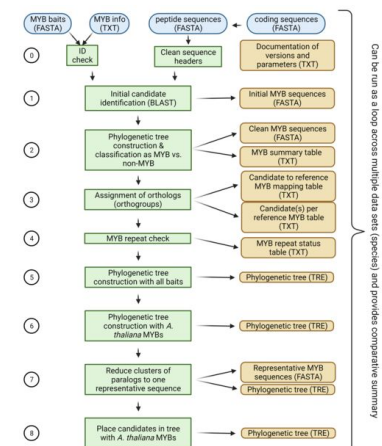 MYB baits
(FASTA)
MYB info
(TXT)
peptide sequences
(FASTA)
coding sequences
(FASTA)
0
ID
check
Clean sequence
headers
Documentation of
versions and
parameters (TXT)
1
Initial candidate
identification (BLAST)
Initial MYB sequences
(FASTA)
2
Phylogenetic tree
construction &
classification as MYB vs.
non-MYB
Clean MYB sequences
(FASTA)
MYB summary table
(TXT)
3
Assignment of orthologs
(orthogroups)
Candidate to reference
MYB mapping table
(TXT)
Candidate(s) per
reference MYB table
(TXT)
4
MYB repeat check
MYB repeat status
table (TXT)
5
Phylogenetic tree
construction with all baits
Phylogenetic tree (TRE)
6
Phylogenetic tree
construction with A.
thaliana MYBs
Phylogenetic tree (TRE)
7
Reduce clusters of
paralogs to one
representative sequence
Representative MYB
sequences (FASTA)
Phylogenetic tree (TRE)
8
Place candidates in tree
with A. thaliana MYBs
Phylogenetic tree (TRE)
Can be run as a loop across multiple data sets (species) and provides comparative summary